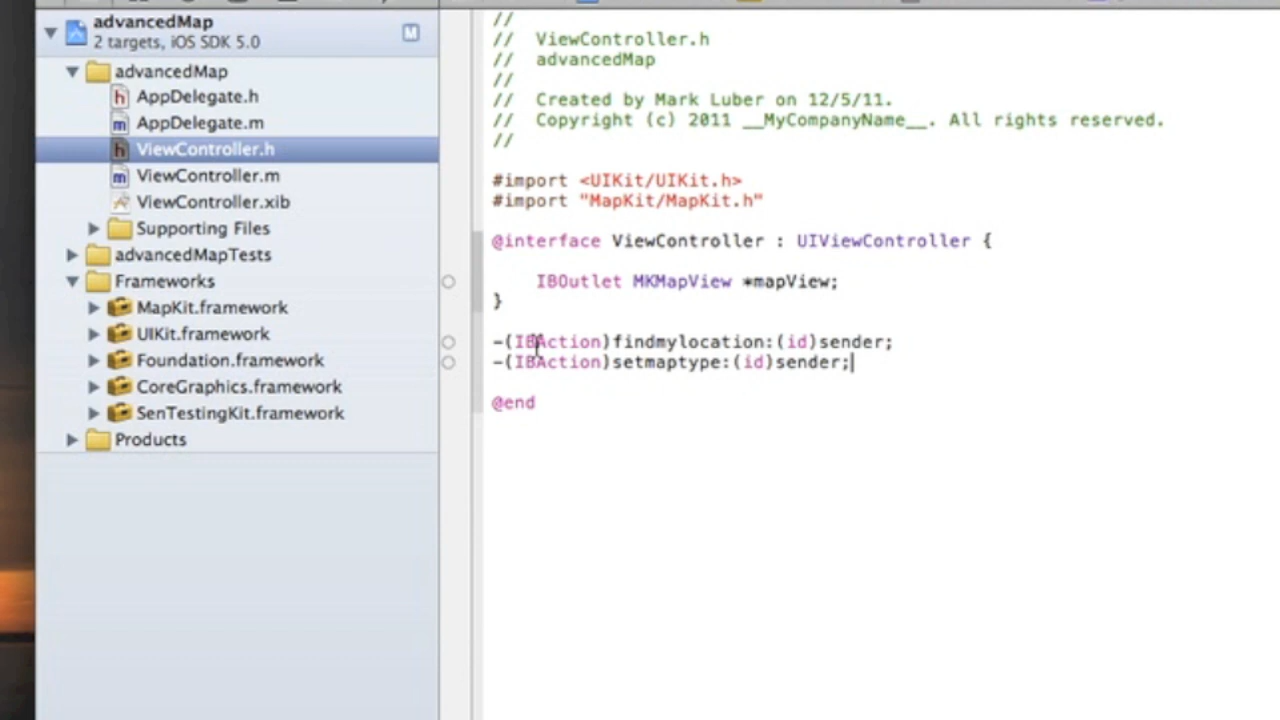 advancedMap
2 targets, iOS SDK 5.0
M
advancedMap
h AppDelegate.h
m AppDelegate.m
h ViewController.h
m ViewController.m
ViewController.xib
Supporting Files
advancedMapTests
Frameworks
MapKit.framework
UIKit.framework
Foundation.framework
CoreGraphics.framework
SenTestingKit.framework
Products
//
//  ViewController.h
//  advancedMap
//
//  Created by Mark Luber on 12/5/11.
//  Copyright (c) 2011 __MyCompanyName__. All rights reserved.
//
#import <UIKit/UIKit.h>
#import "MapKit/MapKit.h"
@interface ViewController : UIViewController {
IBOutlet MKMapView *mapView;
}
-(IBAction)findmylocation:(id)sender;
-(IBAction)setmaptype:(id)sender;
@end